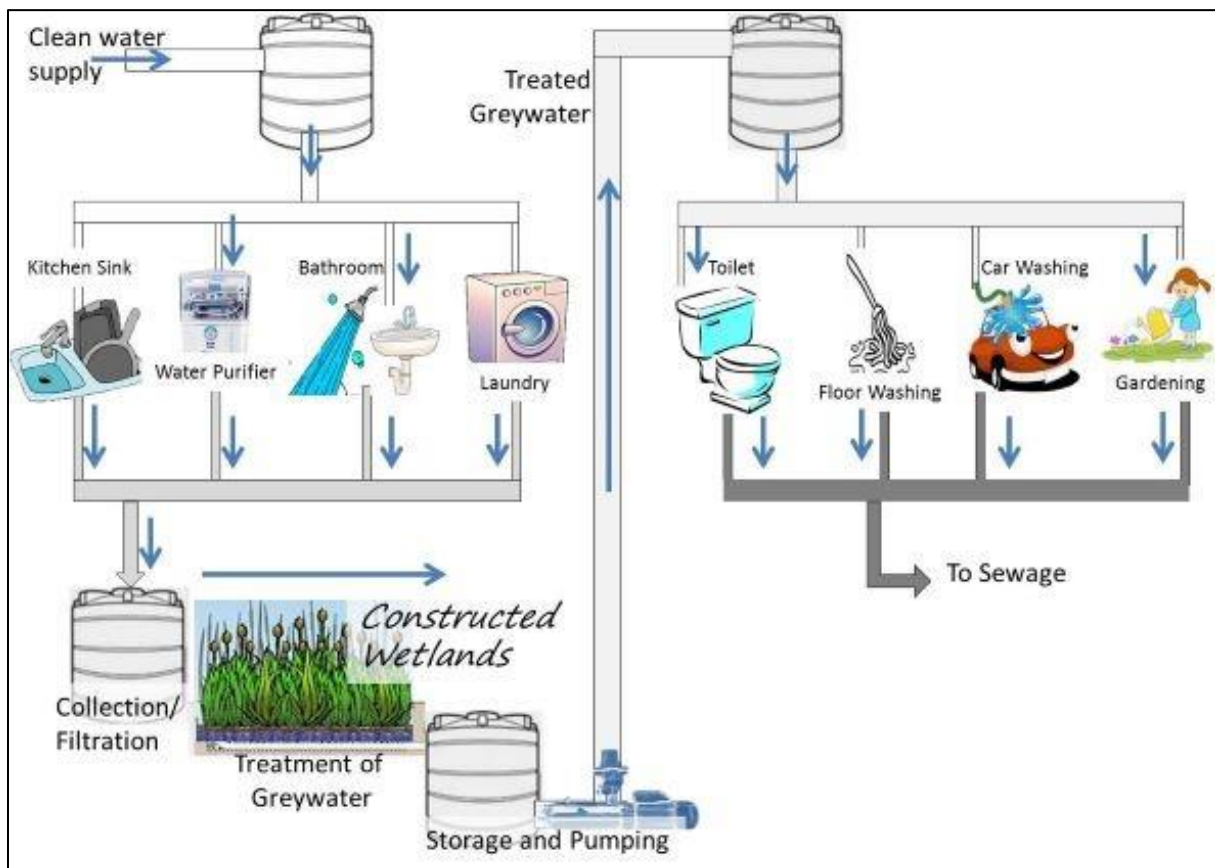 Clean water
supply
Treated
Greywater
Kitchen Sink
Water Purifier
Bathroom
Laundry
Toilet
Floor Washing
Car Washing
Gardening
To Sewage
Collection/
Filtration
Constructed
Wetlands
Treatment of
Greywater
Storage and Pumping